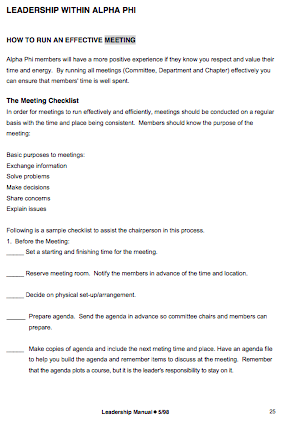 LEADERSHIP WITHIN ALPHA PHI
HOW TO RUN AN EFFECTIVE MEETING
Alpha Phi members will have a more positive experience if they know you respect and value their
time and energy. By running all meetings (Committee, Department and Chapter) effectively you
can ensure that members' time is well spent.
The Meeting Checklist
In order for meetings to run effectively and efficiently, meetings should be conducted on a regular
basis with the time and place being consistent. Members should know the purpose of the
meeting:
Basic purposes to meetings:
Exchange information
Solve problems
Make decisions
Share concerns
Explain issues
Following is a sample checklist to assist the chairperson in this process.
1. Before the Meeting:
_____ Set a starting and finishing time for the meeting.
_____ Reserve meeting room. Notify the members in advance of the time and location.
_____ Decide on physical set-up/arrangement.
_____ Prepare agenda. Send the agenda in advance so committee chairs and members can
prepare.
_____ Make copies of agenda and include the next meting time and place. Have an agenda file
to help you build the agenda and remember items to discuss at the meeting. Remember
that the agenda plots a course, but it is the leader's responsibility to stay on it.
Leadership Manual ♦ 5/98 25